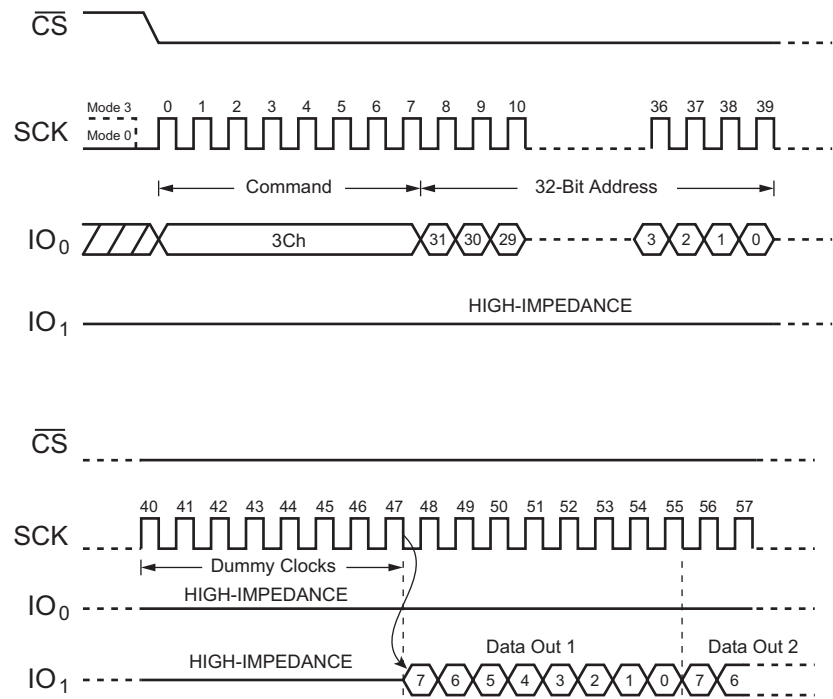 CS
Mode 3
Mode 0
SCK
0 1 2 3 4 5 6 7 8 9 10 36 37 38 39
Command
32-Bit Address
IO0
3Ch
31 30 29 3 2 1 0
HIGH-IMPEDANCE
IO1
CS
40 41 42 43 44 45 46 47 48 49 50 51 52 53 54 55 56 57
SCK
Dummy Clocks
HIGH-IMPEDANCE
IO0
Data Out 1
Data Out 2
HIGH-IMPEDANCE
IO1
7 6 5 4 3 2 1 0 7 6